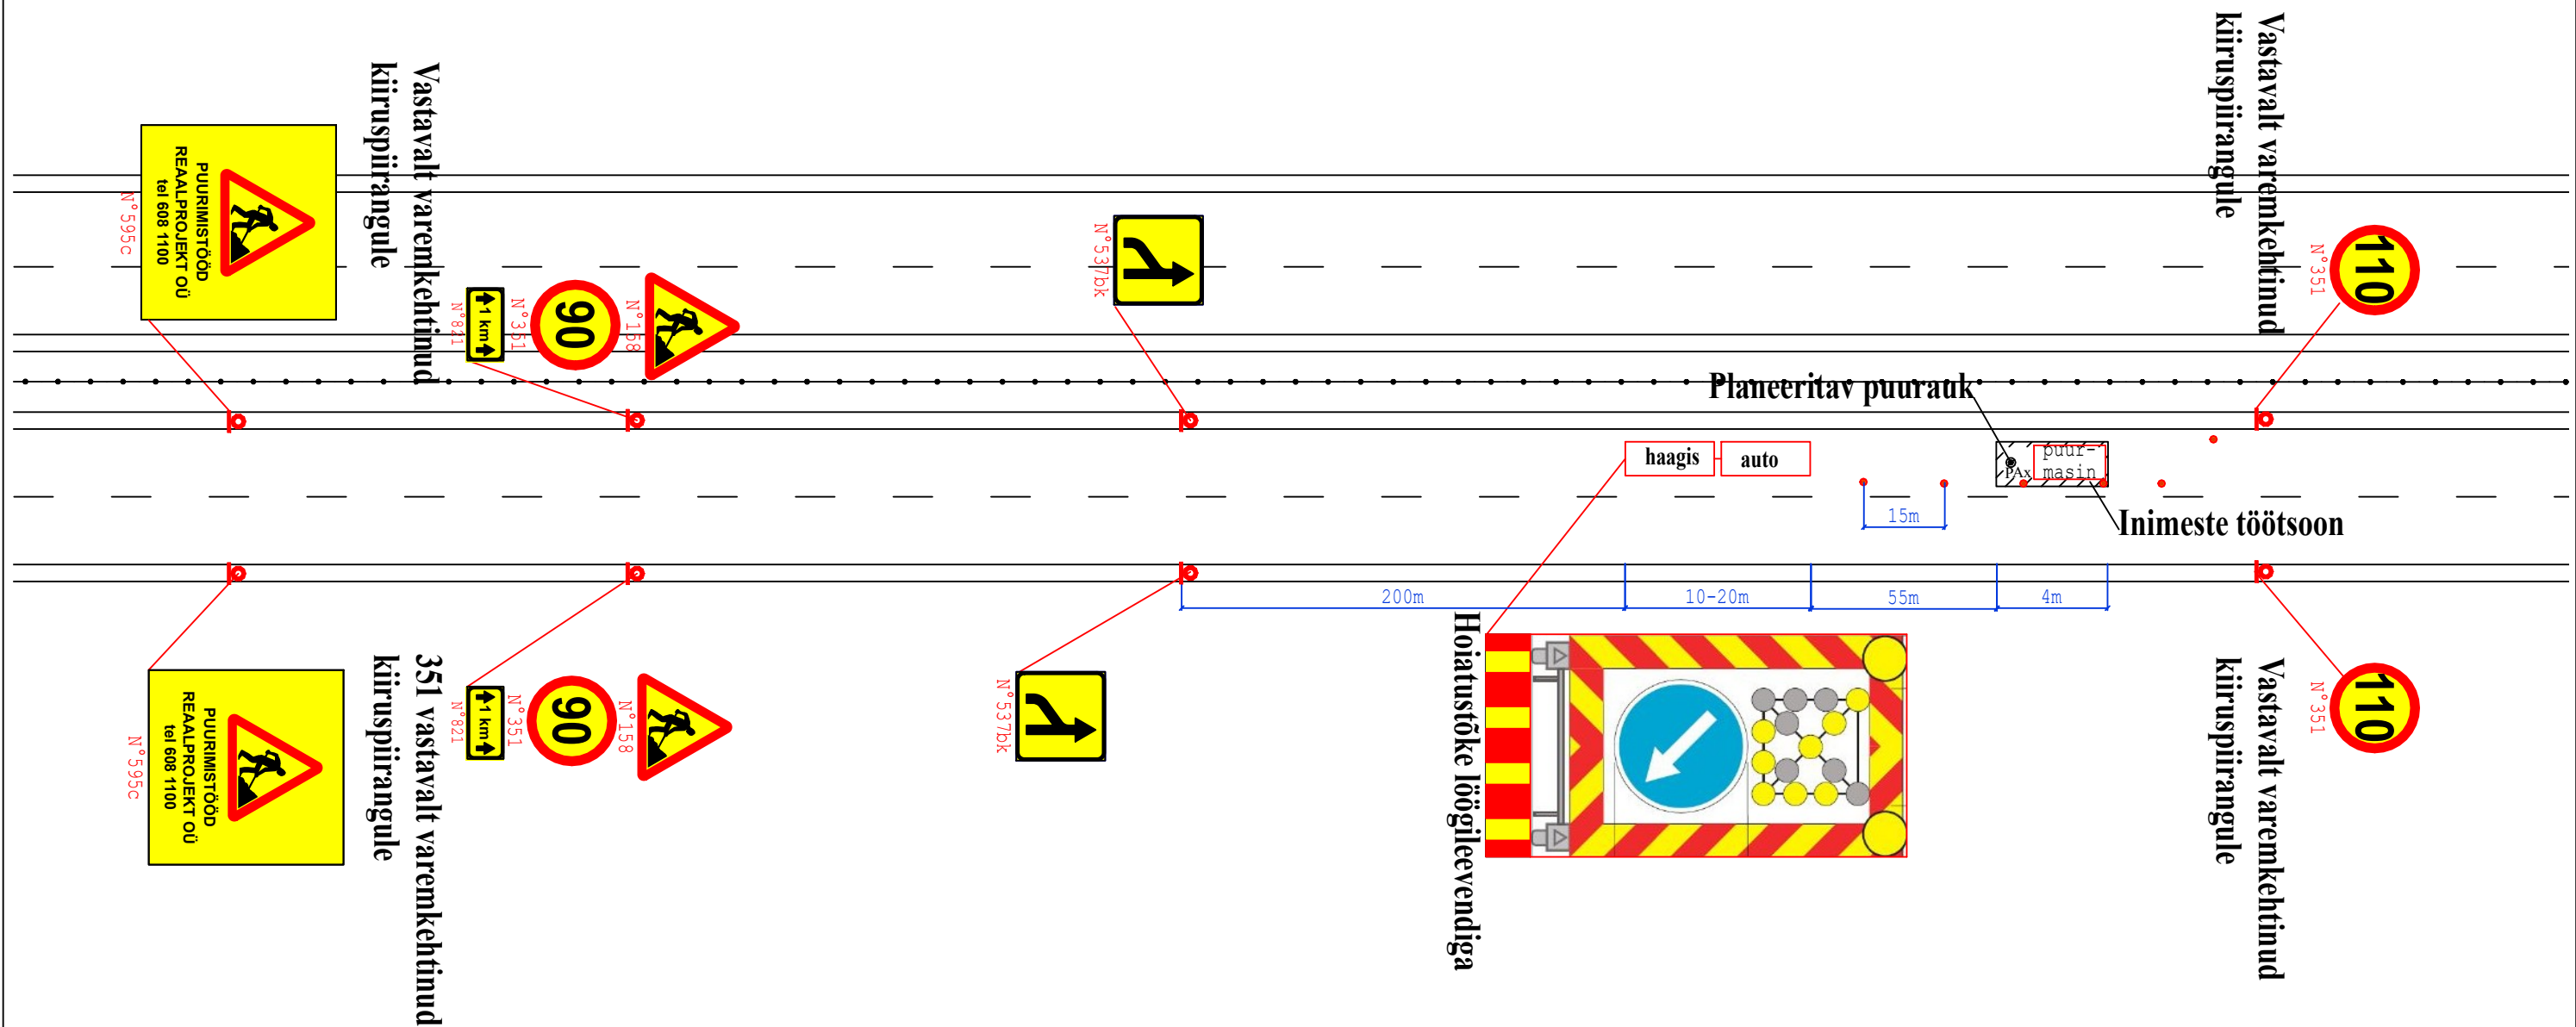 PUURIMISTÖÖD
REAALPROJEKT OÜ
tel 608 1100
N°595c
Vastavalt varemkehtinud
kiiruspiirangule
1 km
N°821
90
N°351
N°158
N°537bk
Vastavalt varemkehtinud
kiiruspiirangule
110
N°351
Planeeritav puurauk
haagis
auto
puur-
masin
PAx
15m
Inimeste töötsoon
200m
10-20m
55m
4m
PUURIMISTÖÖD
REAALPROJEKT OÜ
tel 608 1100
N°595c
351 vastavalt varemkehtinud
kiiruspiirangule
1 km
N°821
90
N°351
N°158
N°537bk
Hoiatustõke löögileevendiga
Vastavalt varemkehtinud
kiiruspiirangule
110
N°351